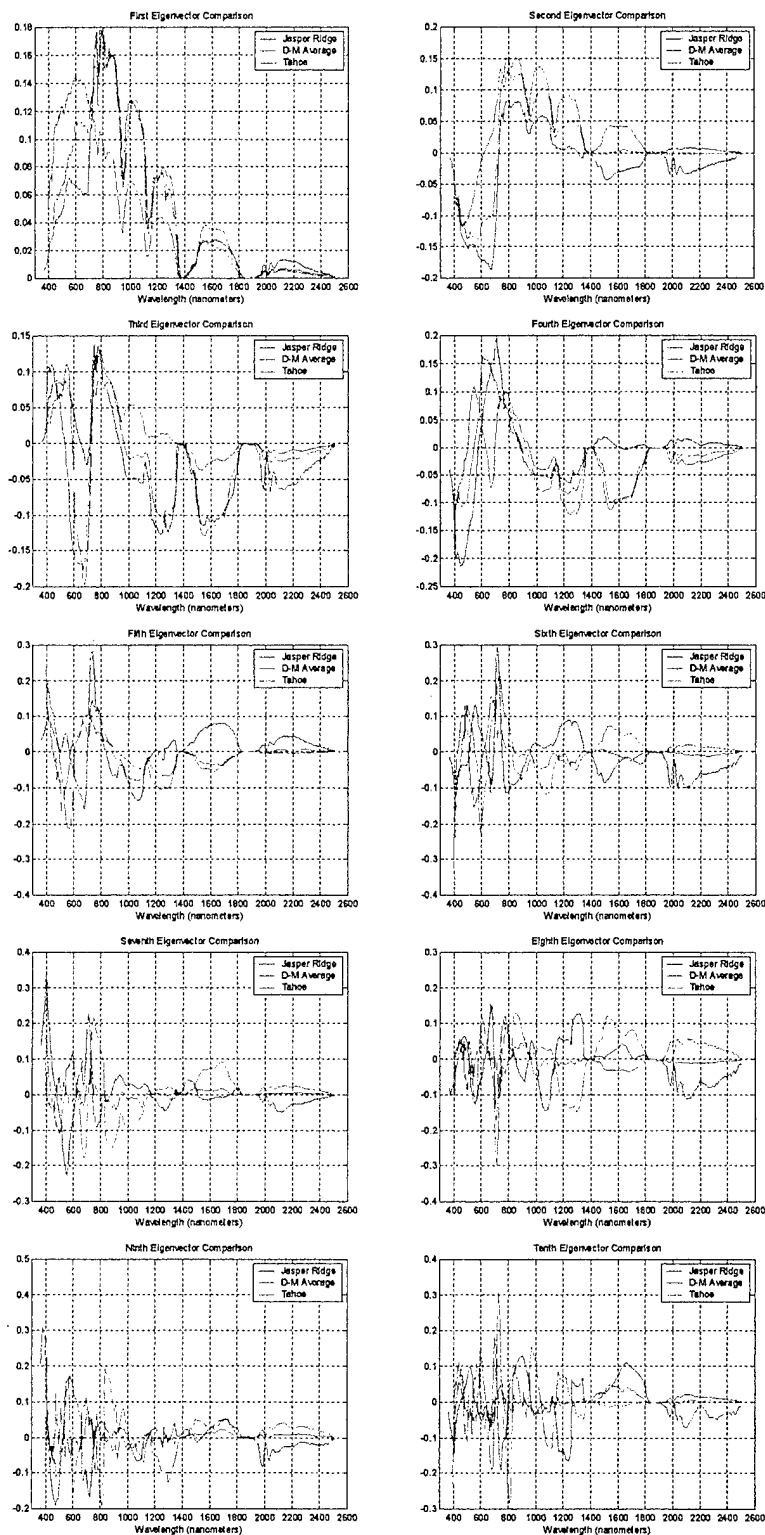 First Eigenvector Comparison
Jasper Ridge
D-M Average
Tahoe
0.18
0.16
0.14
0.12
0.1
0.08
0.06
0.04
0.02
0
400 600 800 1000 1200 1400 1600 1800 2000 2200 2400 2600
Wavelength (nanometers)
Second Eigenvector Comparison
Jasper Ridge
D-M Average
Tahoe
0.2
0.15
0.1
0.05
0
-0.05
-0.1
-0.15
-0.2
400 600 800 1000 1200 1400 1600 1800 2000 2200 2400 2600
Wavelength (nanometers)
Third Eigenvector Comparison
Jasper Ridge
D-M Average
Tahoe
0.15
0.1
0.05
0
-0.05
-0.1
-0.15
-0.2
400 600 800 1000 1200 1400 1600 1800 2000 2200 2400 2600
Wavelength (nanometers)
Fourth Eigenvector Comparison
Jasper Ridge
D-M Average
Tahoe
0.2
0.15
0.1
0.05
0
-0.05
-0.1
-0.15
-0.2
-0.25
400 600 800 1000 1200 1400 1600 1800 2000 2200 2400 2600
Wavelength (nanometers)
Fifth Eigenvector Comparison
Jasper Ridge
D-M Average
Tahoe
0.3
0.2
0.1
0
-0.1
-0.2
-0.3
-0.4
400 600 800 1000 1200 1400 1600 1800 2000 2200 2400 2600
Wavelength (nanometers)
Sixth Eigenvector Comparison
Jasper Ridge
D-M Average
Tahoe
0.3
0.2
0.1
0
-0.1
-0.2
-0.3
-0.4
400 600 800 1000 1200 1400 1600 1800 2000 2200 2400 2600
Wavelength (nanometers)
Seventh Eigenvector Comparison
Jasper Ridge
D-M Average
Tahoe
0.4
0.3
0.2
0.1
0
-0.1
-0.2
-0.3
400 600 800 1000 1200 1400 1600 1800 2000 2200 2400 2600
Wavelength (nanometers)
Eighth Eigenvector Comparison
Jasper Ridge
D-M Average
Tahoe
0.3
0.2
0.1
0
-0.1
-0.2
-0.3
-0.4
400 600 800 1000 1200 1400 1600 1800 2000 2200 2400 2600
Wavelength (nanometers)
Ninth Eigenvector Comparison
Jasper Ridge
D-M Average
Tahoe
0.5
0.4
0.3
0.2
0.1
0
-0.1
-0.2
400 600 800 1000 1200 1400 1600 1800 2000 2200 2400 2600
Wavelength (nanometers)
Tenth Eigenvector Comparison
Jasper Ridge
D-M Average
Tahoe
0.4
0.3
0.2
0.1
0
-0.1
-0.2
-0.3
400 600 800 1000 1200 1400 1600 1800 2000 2200 2400 2600
Wavelength (nanometers)